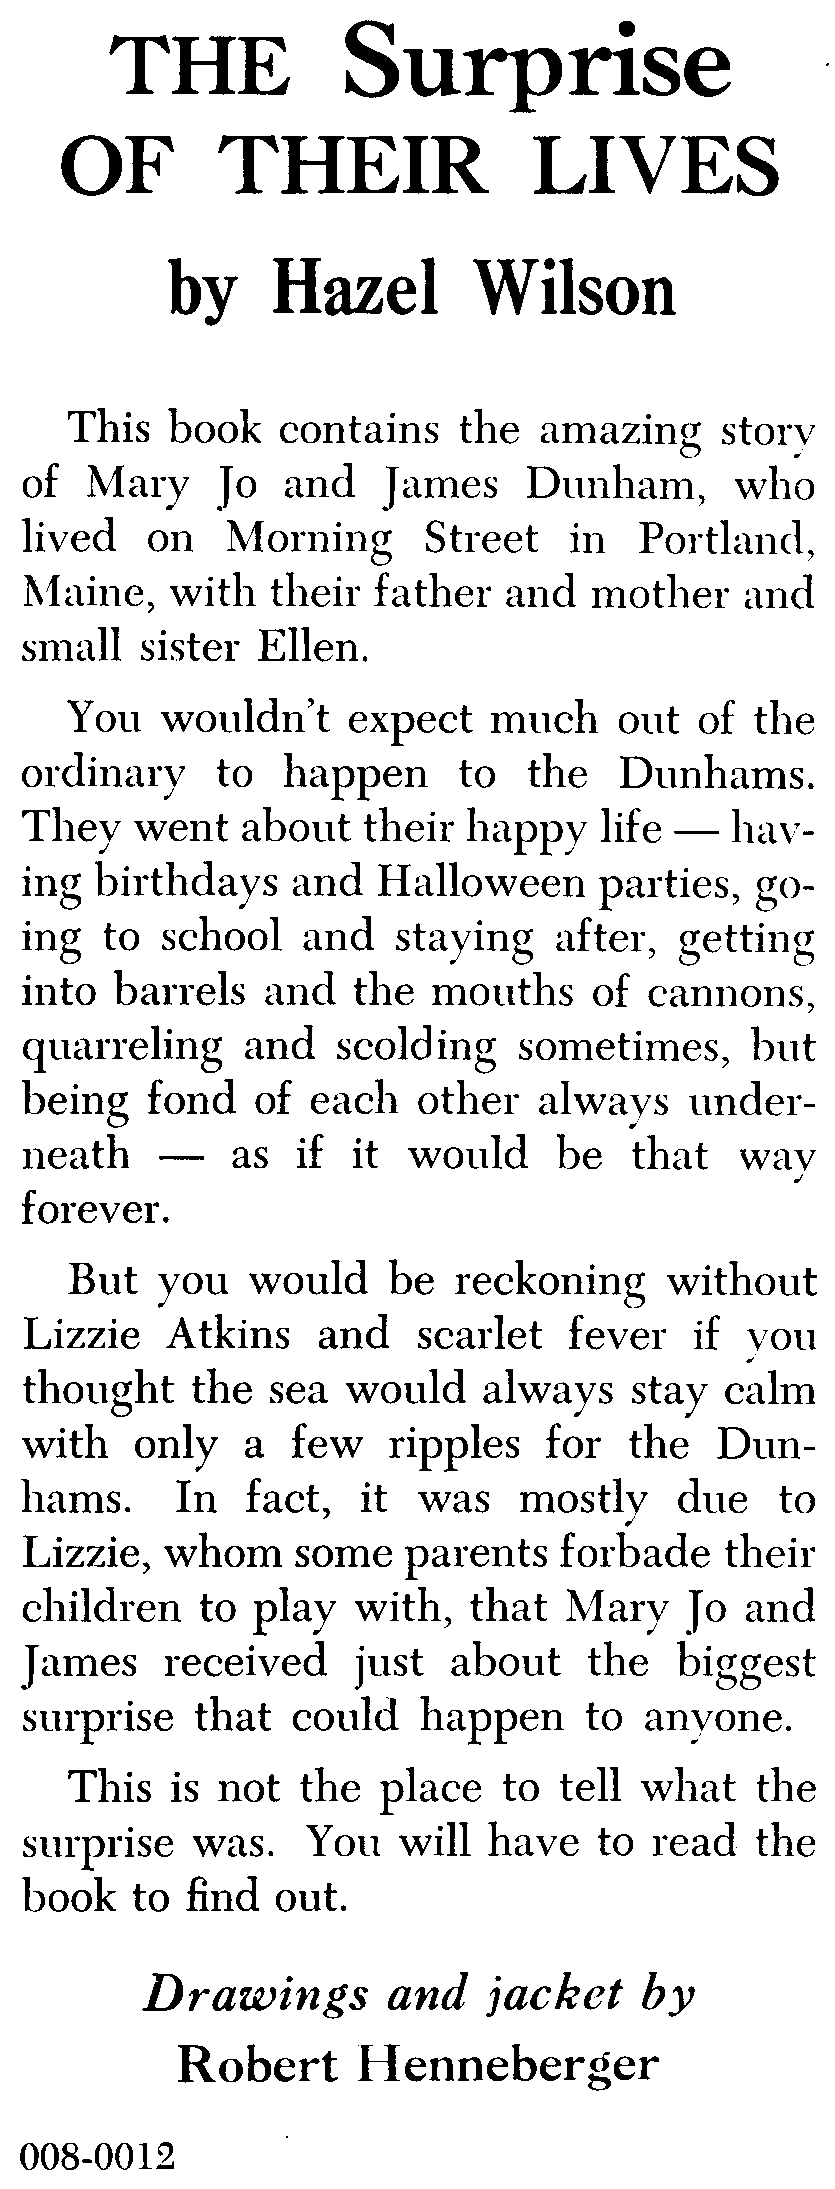 THE Surprise
OF THEIR LIVES
by Hazel Wilson
This book contains the amazing story
of Mary Jo and James Dunham, who
lived on Morning Street in Portland,
Maine, with their father and mother and
small sister Ellen.
You wouldn't expect much out of the
ordinary to happen to the Dunhams.
They went about their happy life — hav-
ing birthdays and Halloween parties, go-
ing to school and staying after, getting
into barrels and the mouths of cannons,
quarreling and scolding sometimes, but
being fond of each other always under-
neath — as if it would be that way
forever.
But you would be reckoning without
Lizzie Atkins and scarlet fever if you
thought the sea would always stay calm
with only a few ripples for the Dun-
hams. In fact, it was mostly due to
Lizzie, whom some parents forbade their
children to play with, that Mary Jo and
James received just about the biggest
surprise that could happen to anyone.
This is not the place to tell what the
surprise was. You will have to read the
book to find out.
Drawings and jacket by
Robert Henneberger
008-0012